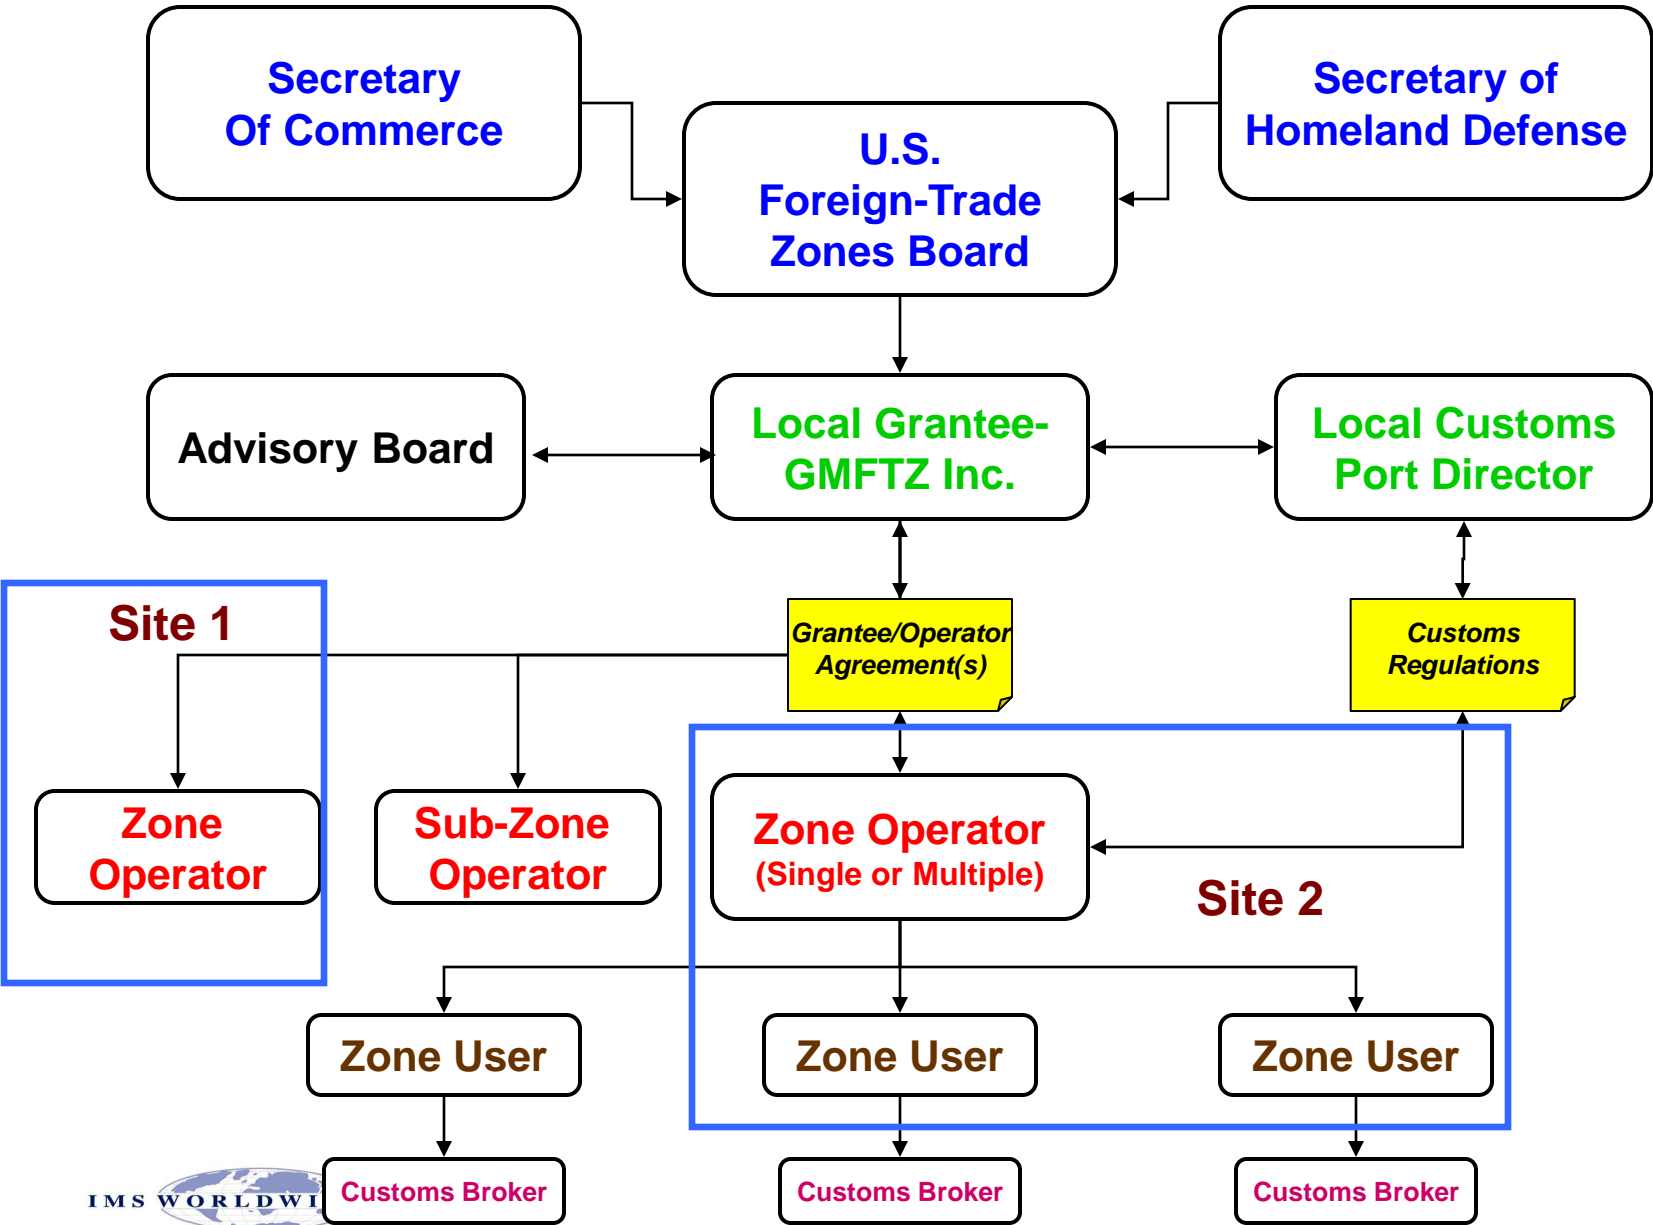 Secretary
Of Commerce
Secretary of
Homeland Defense
U.S.
Foreign-Trade
Zones Board
Advisory Board
Local Grantee-
GMFTZ Inc.
Local Customs
Port Director
Site 1
Grantee/Operator
Agreement(s)
Customs
Regulations
Zone
Operator
Sub-Zone
Operator
Zone Operator
(Single or Multiple)
Site 2
Zone User
Zone User
Zone User
Customs Broker
Customs Broker
Customs Broker
IMS WORLDWI